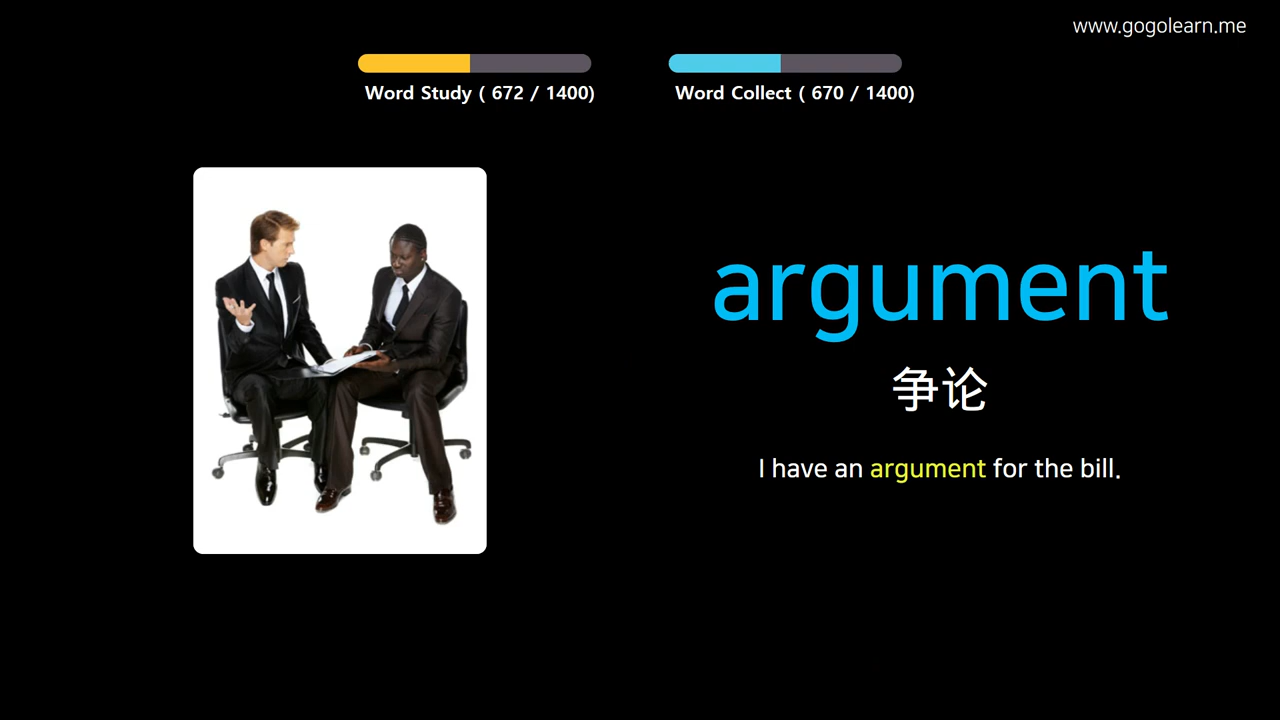 www.gogolearn.me
Word Study ( 672 / 1400)
Word Collect ( 670 / 1400)
argument
争论
I have an argument for the bill.